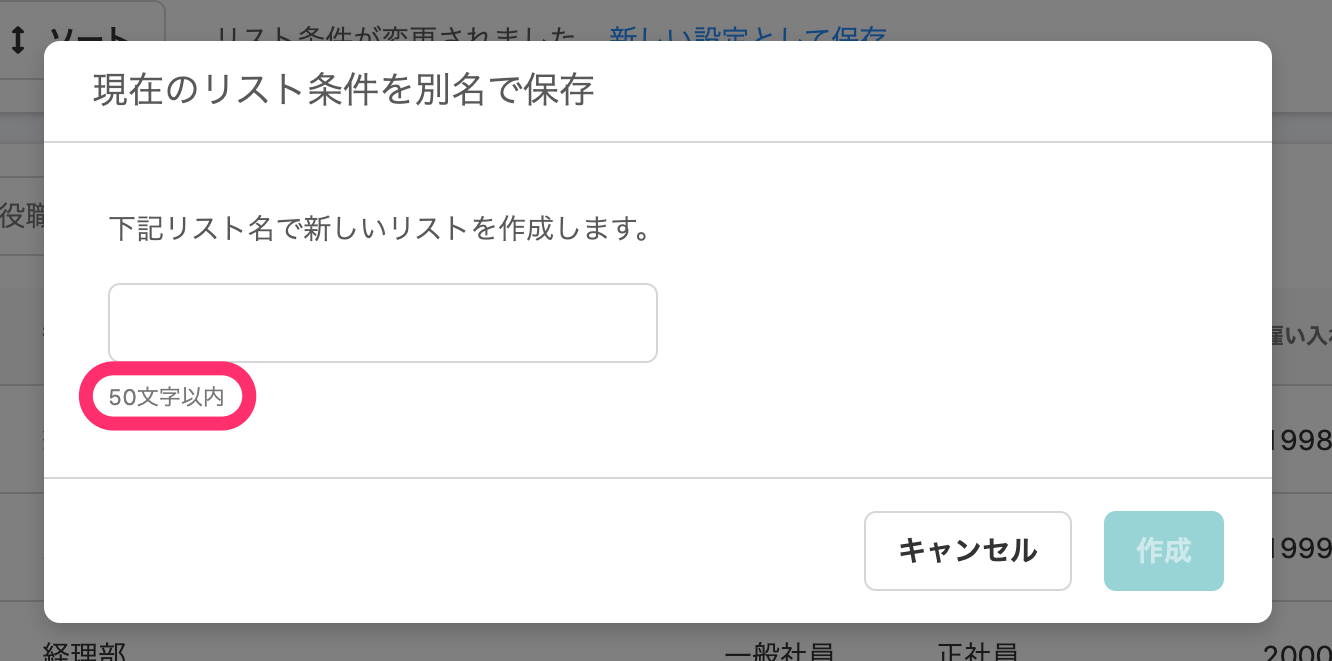 ソート
リスト条件が変更されました 新しい設定として保存
現在のリスト条件を別名で保存
役職
下記リスト名で新しいリストを作成します。
雇い入れ
50文字以内
1998
キャンセル 作成
1999
経理部 一般社員 正社員 2000